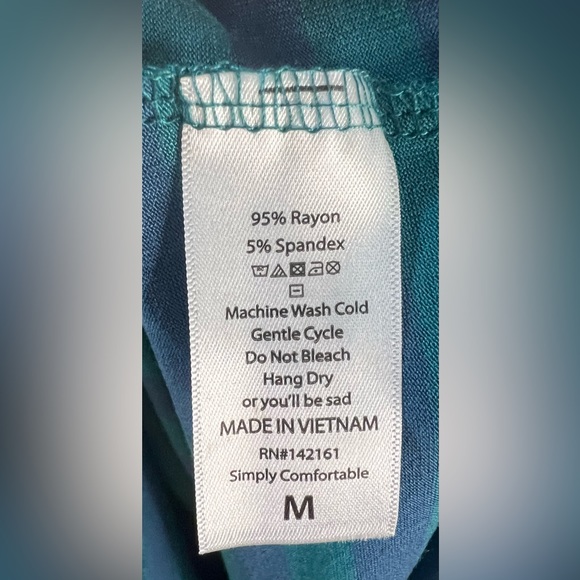 95% Rayon
5% Spandex
Machine Wash Cold
Gentle Cycle
Do Not Bleach
Hang Dry
or you'll be sad
MADE IN VIETNAM
RN#142161
Simply Comfortable
M